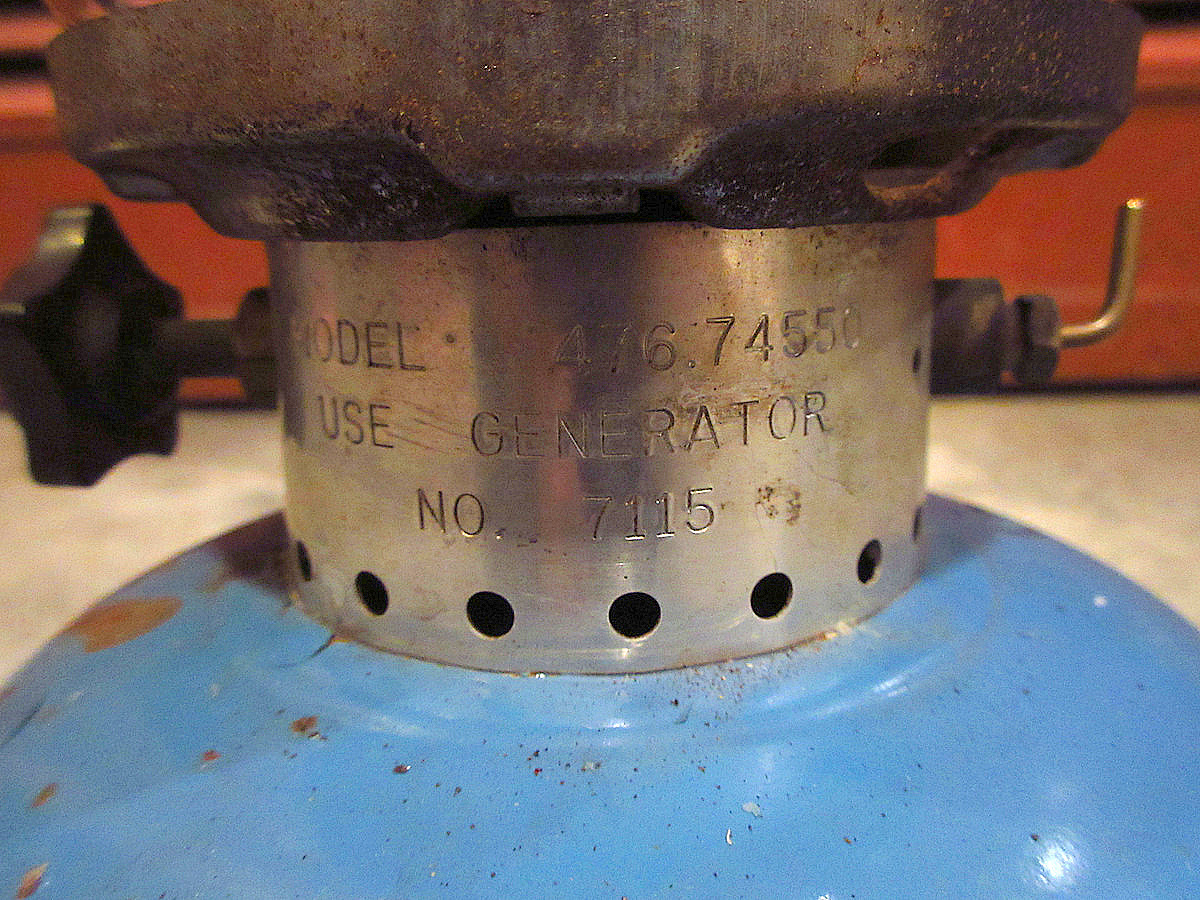 MODEL 476.74550
USE GENERATOR
NO. 7115